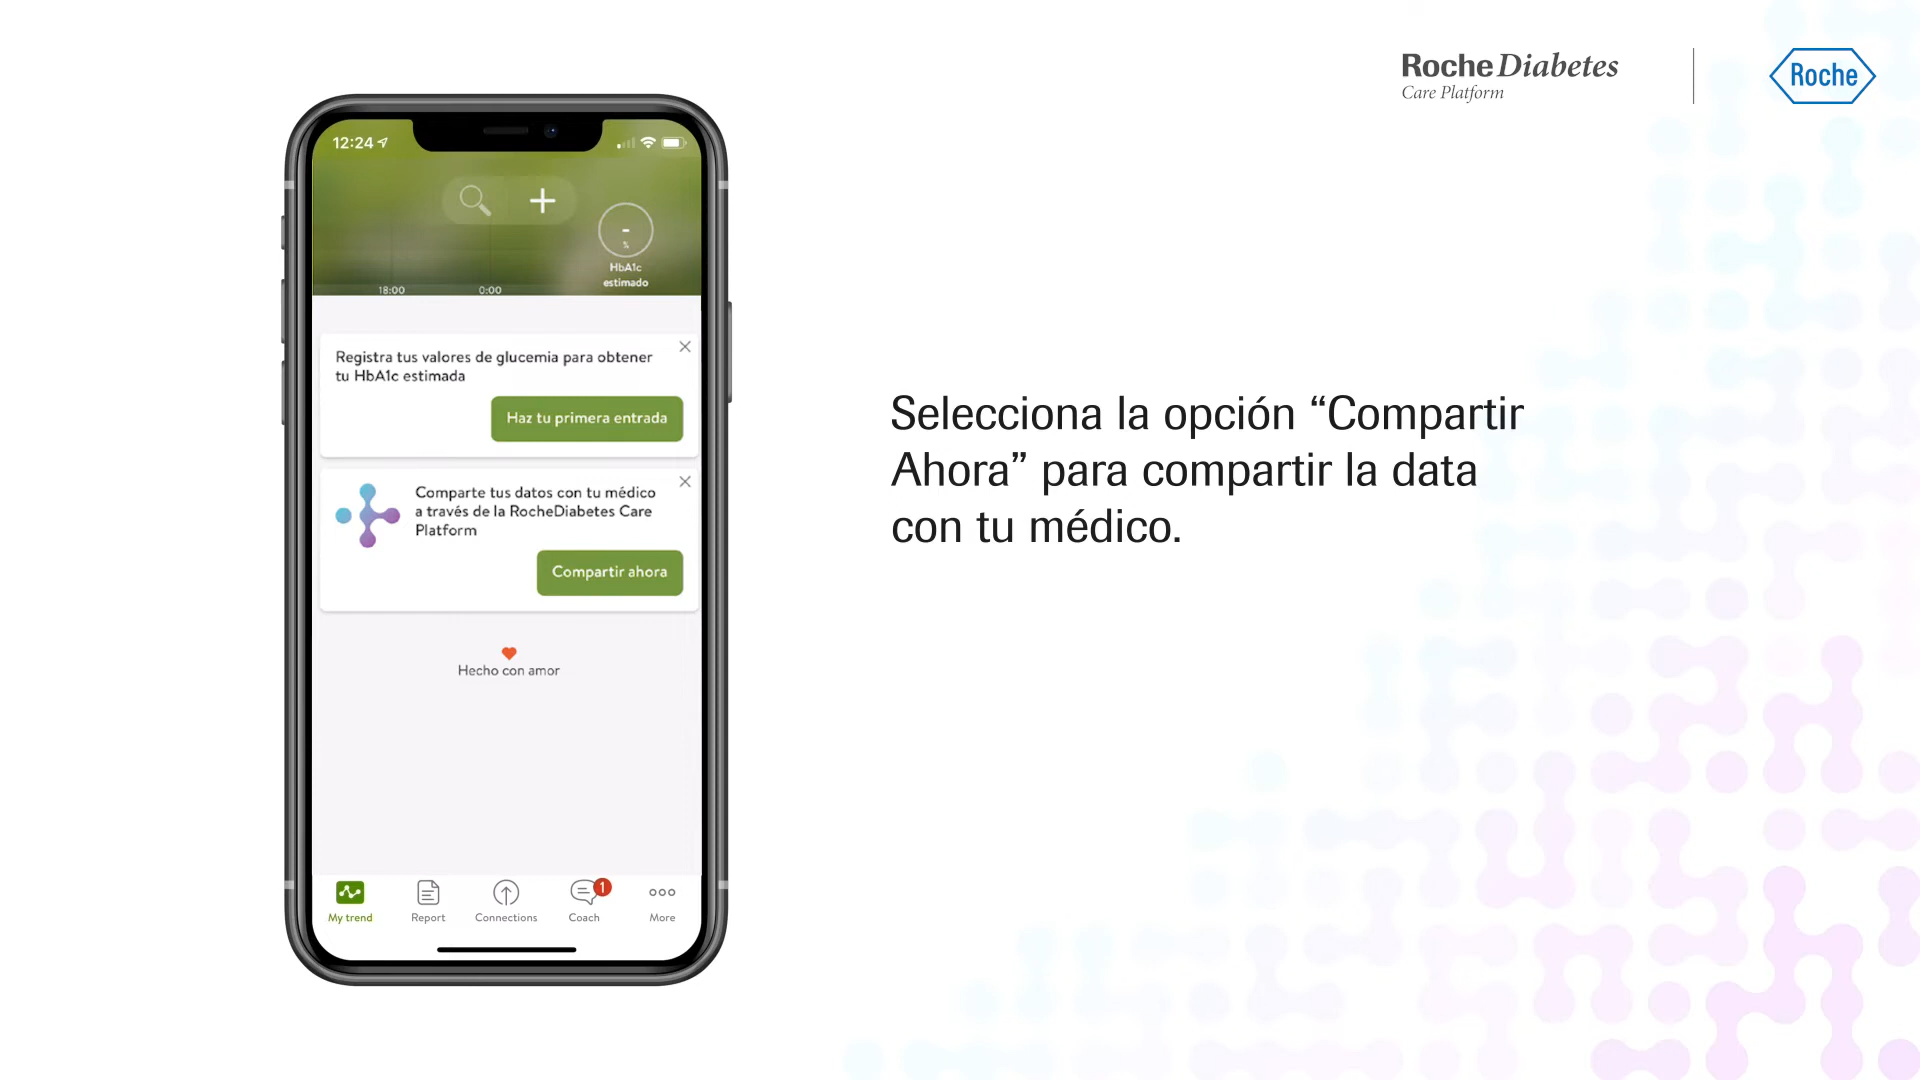 RocheDiabetes
Care Platform
Roche
12:24
-
%
HbA1c
estimado
18:00
0:00
Registra tus valores de glucemia para obtener
tu HbA1c estimada
Haz tu primera entrada
Comparte tus datos con tu médico
a través de la RocheDiabetes Care
Platform
Compartir ahora
Hecho con amor
My trend
Report
Connections
1
Coach
More
Selecciona la opción “Compartir
Ahora” para compartir la data
con tu médico.